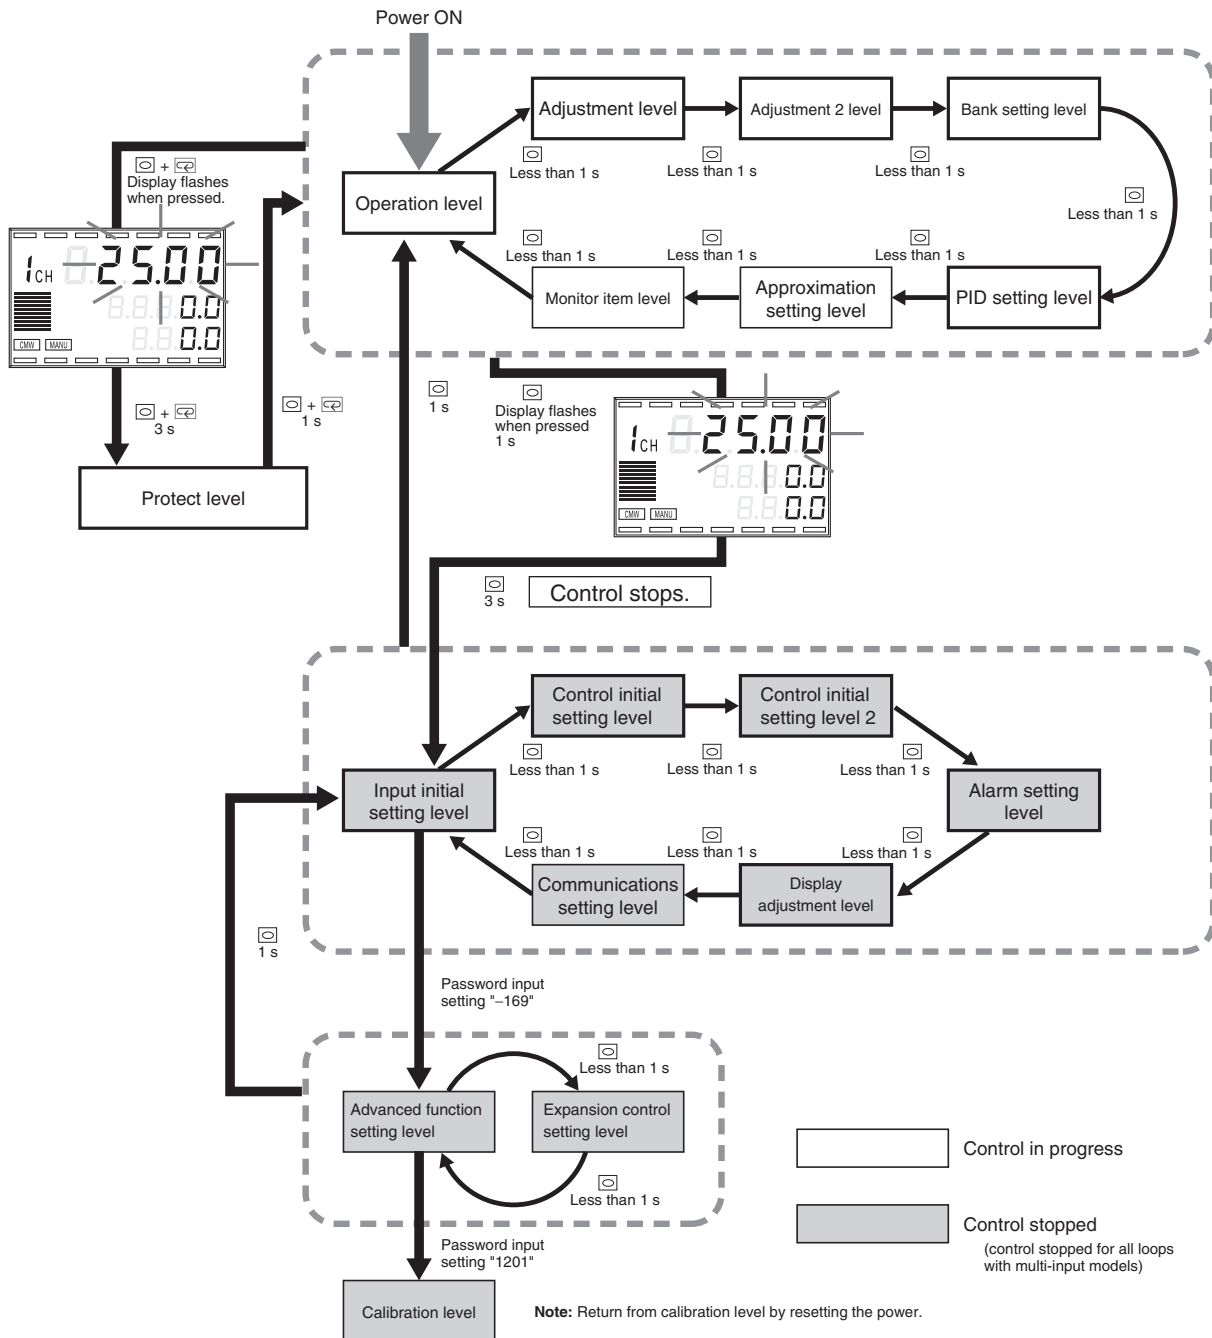 Power ON
Adjustment level
Adjustment 2 level
Bank setting level
+
Display flashes
when pressed.
Less than 1 s
Less than 1 s
Less than 1 s
Less than 1 s
Operation level
Less than 1 s
Less than 1 s
Less than 1 s
Monitor item level
Approximation
setting level
PID setting level
1CH
25.00
0.0
0.0
CMW
MANU
+
3 s
+
1 s
1 s
Display flashes
when pressed
1 s
1CH
25.00
0.0
0.0
CMW
MANU
Protect level
3 s
Control stops.
Control initial
setting level
Control initial
setting level 2
Less than 1 s
Less than 1 s
Less than 1 s
Input initial
setting level
Alarm setting
level
Less than 1 s
Less than 1 s
Less than 1 s
Communications
setting level
Display
adjustment level
1 s
Password input
setting "–169"
Less than 1 s
Advanced function
setting level
Expansion control
setting level
Less than 1 s
Control in progress
Control stopped
(control stopped for all loops
with multi-input models)
Password input
setting "1201"
Calibration level
Note: Return from calibration level by resetting the power.